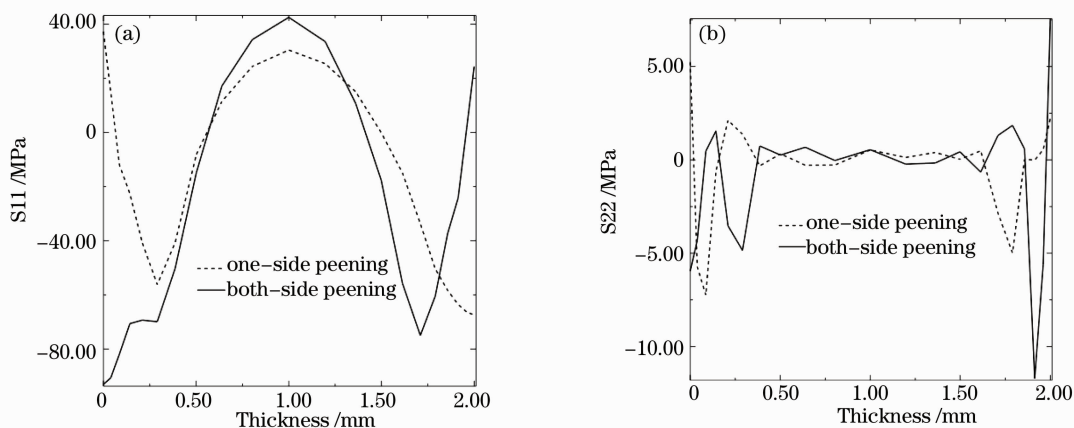 (a)
40.00
0
−40.00
−80.00
S11 /MPa
one−side peening
both−side peening
0
0.50
1.00
1.50
2.00
Thickness /mm
(b)
5.00
0
−5.00
−10.00
S22 /MPa
one−side peening
both−side peening
0
0.50
1.00
1.50
2.00
Thickness /mm